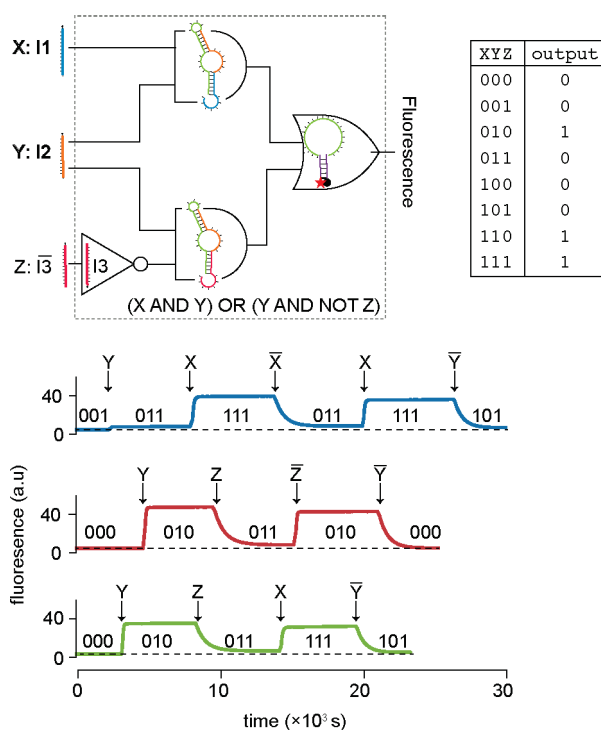 X: I1
Y: I2
Z: I̅3̅
I3
Fluorescence
(X AND Y) OR (Y AND NOT Z)
XYZ output
000 0
001 0
010 1
011 0
100 0
101 0
110 1
111 1
fluoresence (a.u)
Y X X̅ X Y̅
40
001 011 111 011 111 101
0
Y Z Z̅ Y̅
40
000 010 011 010 000
0
Y Z X Y̅
40
000 010 011 111 101
0
0 10 20 30
time (×10³ s)